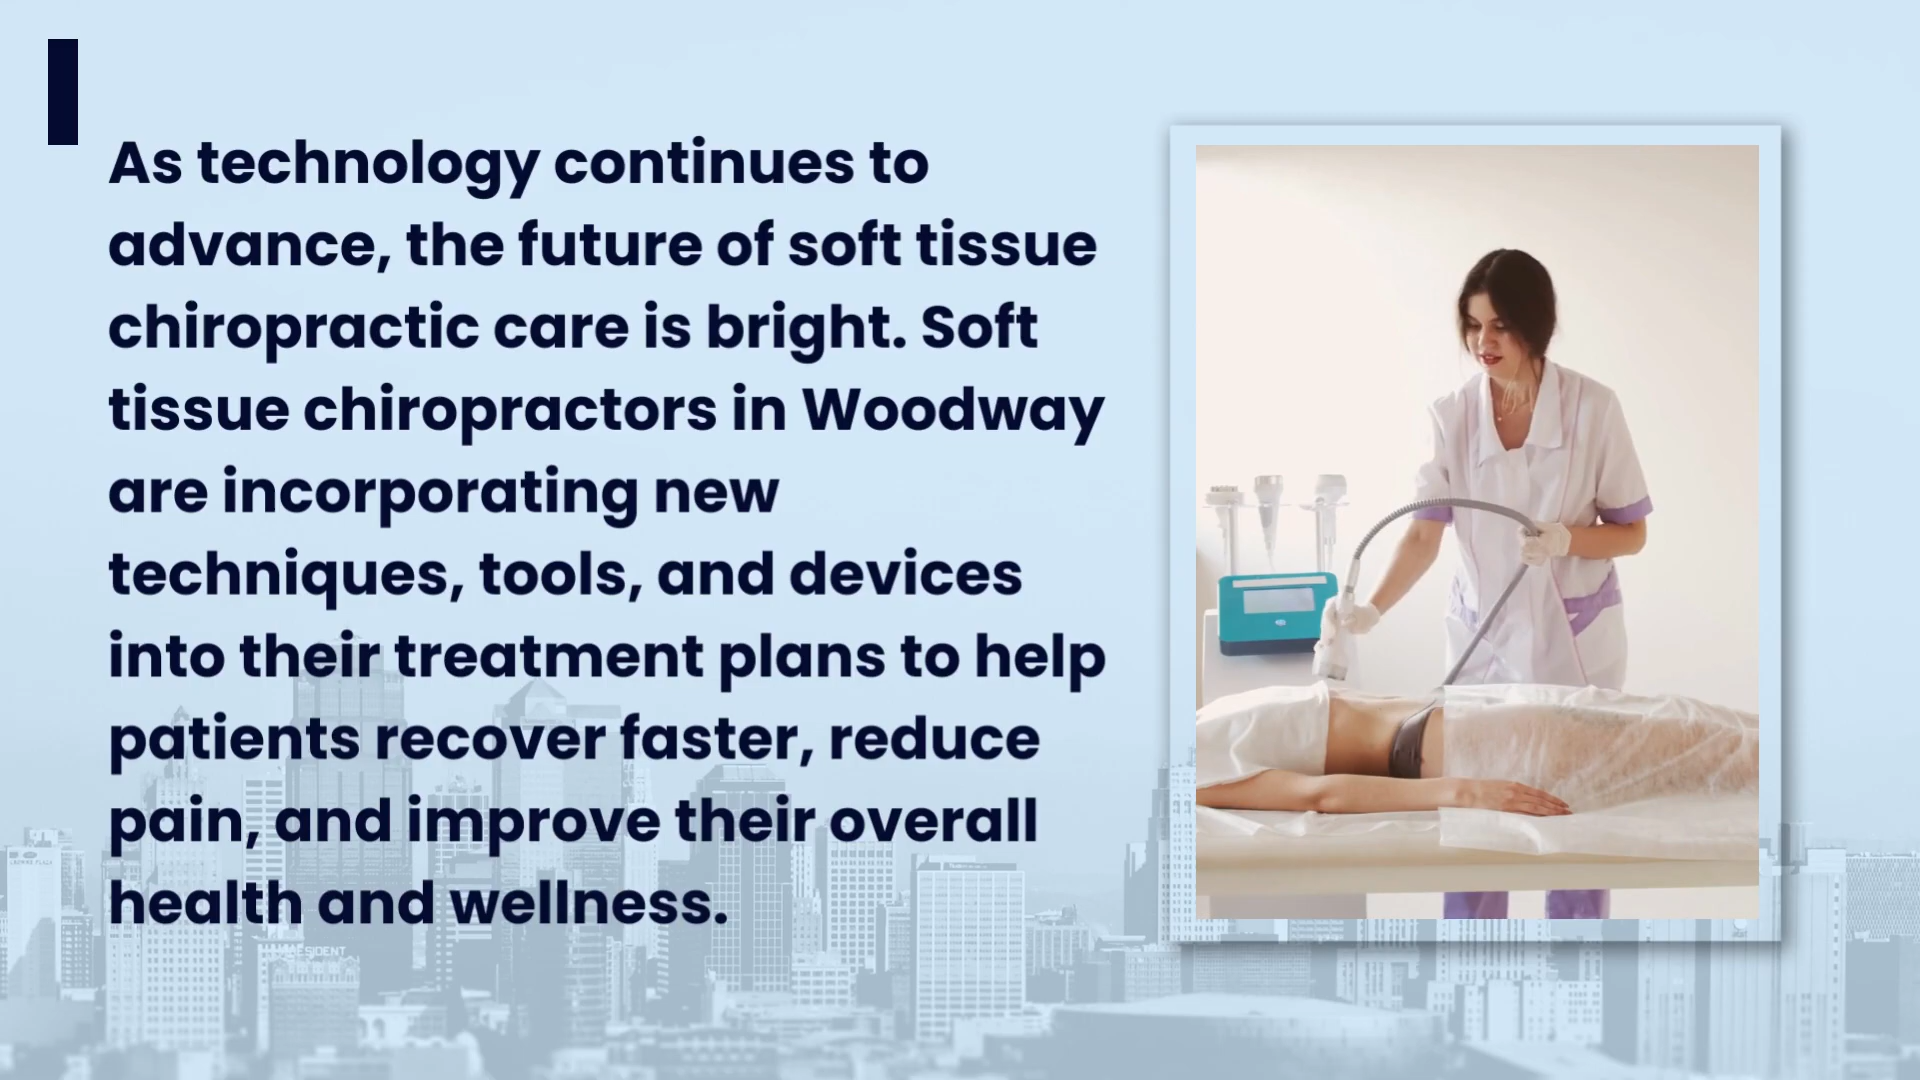 As technology continues to
advance, the future of soft tissue
chiropractic care is bright. Soft
tissue chiropractors in Woodway
are incorporating new
techniques, tools, and devices
into their treatment plans to help
patients recover faster, reduce
pain, and improve their overall
health and wellness.